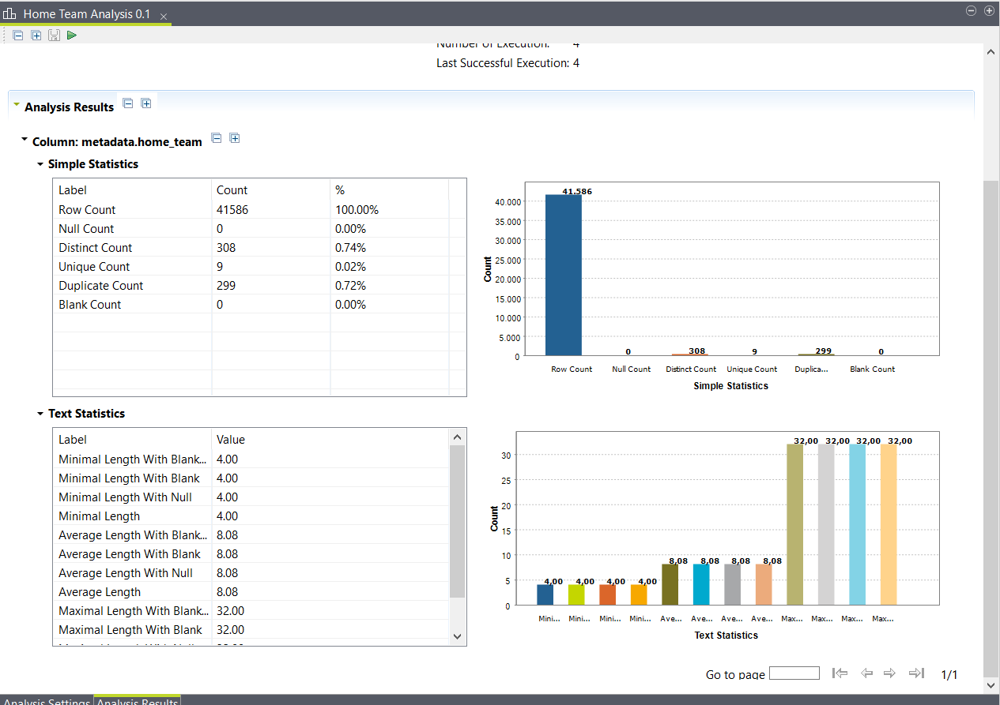 Home Team Analysis 0.1
Number of Execution: 4
Last Successful Execution: 4
Analysis Results
Column: metadata.home_team
Simple Statistics
Label Count %
Row Count 41586 100.00%
Null Count 0 0.00%
Distinct Count 308 0.74%
Unique Count 9 0.02%
Duplicate Count 299 0.72%
Blank Count 0 0.00%
41.586
40.000
35.000
30.000
25.000
20.000
15.000
10.000
5.000
0
Count
0 308 9 299 0
Row Count Null Count Distinct Count Unique Count Duplica... Blank Count
Simple Statistics
Text Statistics
Label Value
Minimal Length With Blank... 4.00
Minimal Length With Blank 4.00
Minimal Length With Null 4.00
Minimal Length 4.00
Average Length With Blank... 8.08
Average Length With Blank 8.08
Average Length With Null 8.08
Average Length 8.08
Maximal Length With Blank... 32.00
Maximal Length With Blank 32.00
32,00 32,00 32,00 32,00
30
25
20
15
10
5
0
Count
8,08 8,08 8,08 8,08
4,00 4,00 4,00 4,00
Mini... Mini... Mini... Mini... Ave... Ave... Ave... Ave... Max... Max... Max... Max...
Text Statistics
Go to page 1/1
Analysis Settings Analysis Results